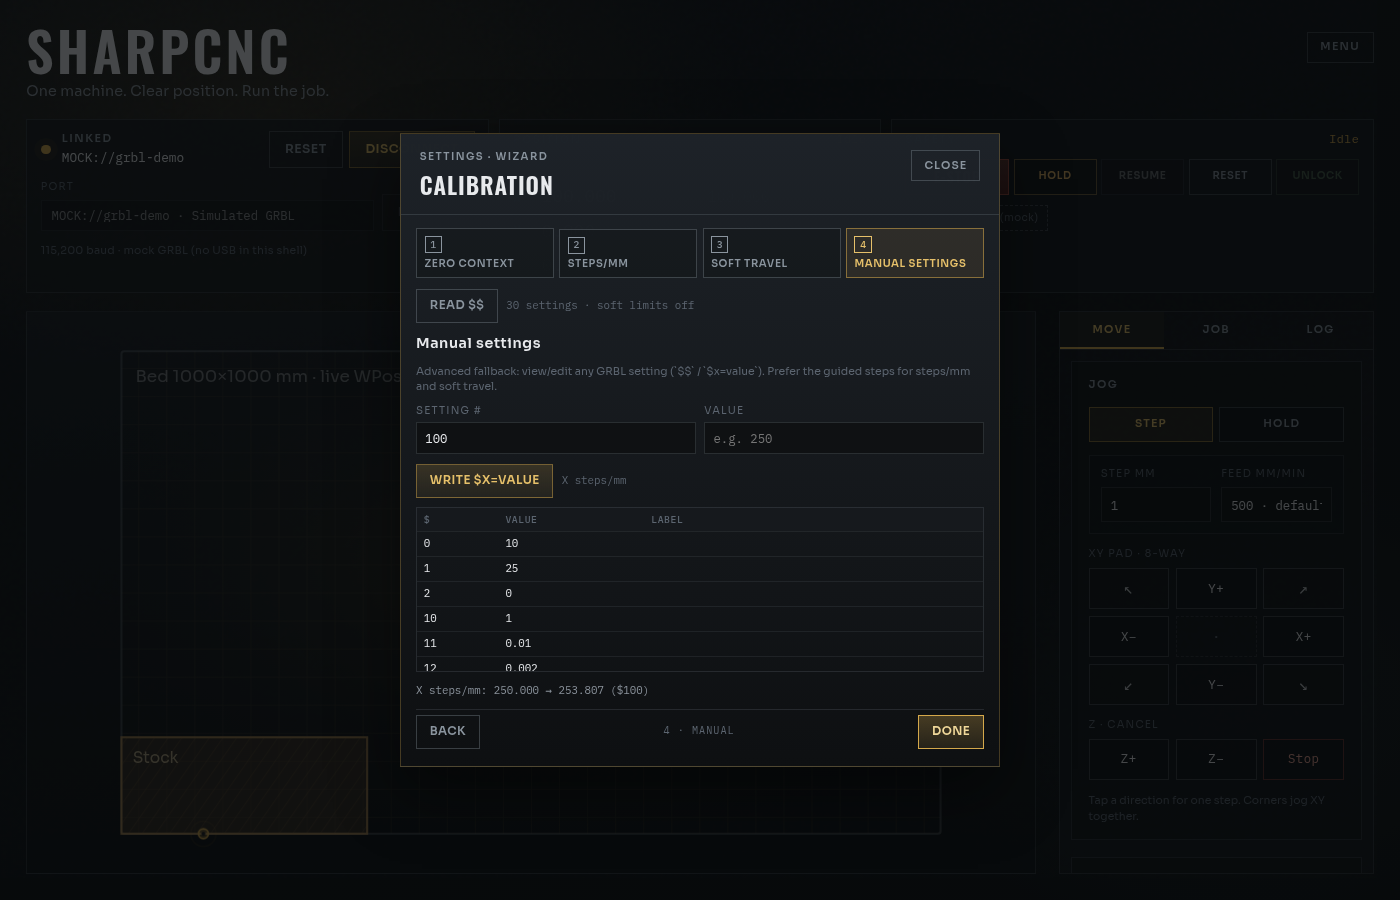 SHARPCNC
One machine. Clear position. Run the job.
MENU
LINKED
MOCK://grbl-demo
RESET
DISC
PORT
MOCK://grbl-demo · Simulated GRBL
115,200 baud · mock GRBL (no USB in this shell)
Idle
HOLD
RESUME
RESET
UNLOCK
(mock)
SETTINGS · WIZARD
CALIBRATION
CLOSE
1
ZERO CONTEXT
2
STEPS/MM
3
SOFT TRAVEL
4
MANUAL SETTINGS
READ $$
30 settings · soft limits off
Manual settings
Advanced fallback: view/edit any GRBL setting (`$$` / `$x=value`). Prefer the guided steps for steps/mm
and soft travel.
SETTING #
VALUE
100
e.g. 250
WRITE $X=VALUE
X steps/mm
$ VALUE LABEL
0 10
1 25
2 0
10 1
11 0.01
12 0.002
X steps/mm: 250.000 → 253.807 ($100)
BACK
4 · MANUAL
DONE
Bed 1000×1000 mm · live WPos
Stock
MOVE
JOB
LOG
JOG
STEP
HOLD
STEP MM
FEED MM/MIN
1
500 · defaul
XY PAD · 8-WAY
↖ Y+ ↗
X− · X+
↙ Y− ↘
Z · CANCEL
Z+ Z− Stop
Tap a direction for one step. Corners jog XY
together.